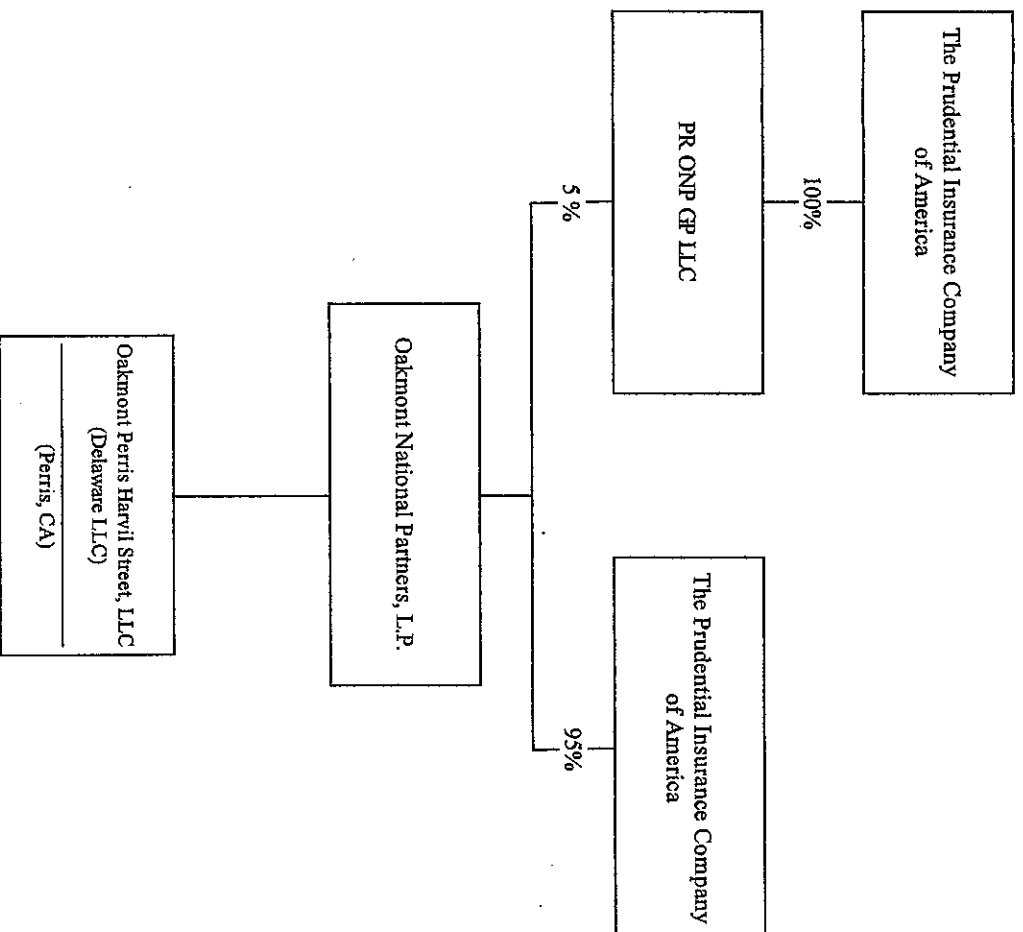 The Prudential Insurance Company
of America
100%
PR ONP GP LLC
5 %
The Prudential Insurance Company
of America
95%
Oakmont National Partners, L.P.
Oakmont Perris Harvil Street, LLC
(Delaware LLC)
(Perris, CA)